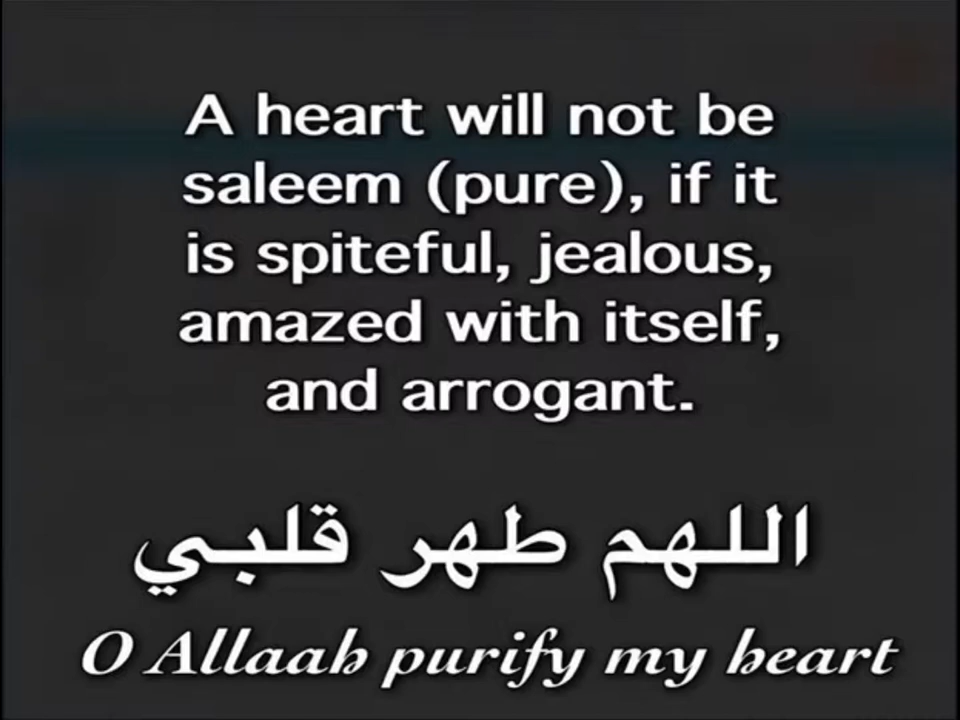 A heart will not be
saleem (pure), if it
is spiteful, jealous,
amazed with itself,
and arrogant.
اللهم طهر قلبي
O Allaah purify my heart